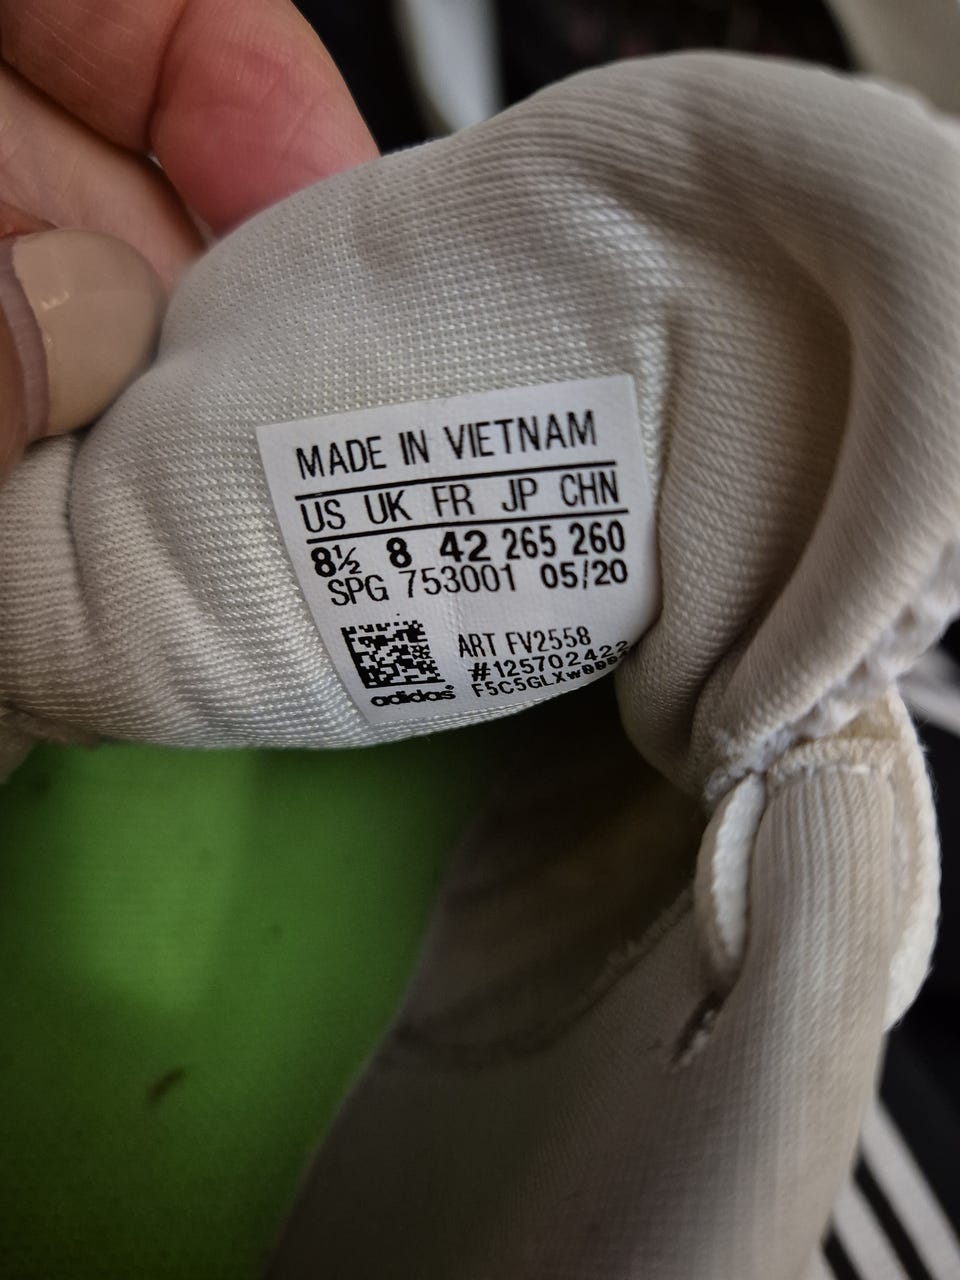 MADE IN VIETNAM
US UK FR JP CHN
8½ 8 42 265 260
SPG 753001 05/20
ART FV2558
#125702422
adidas